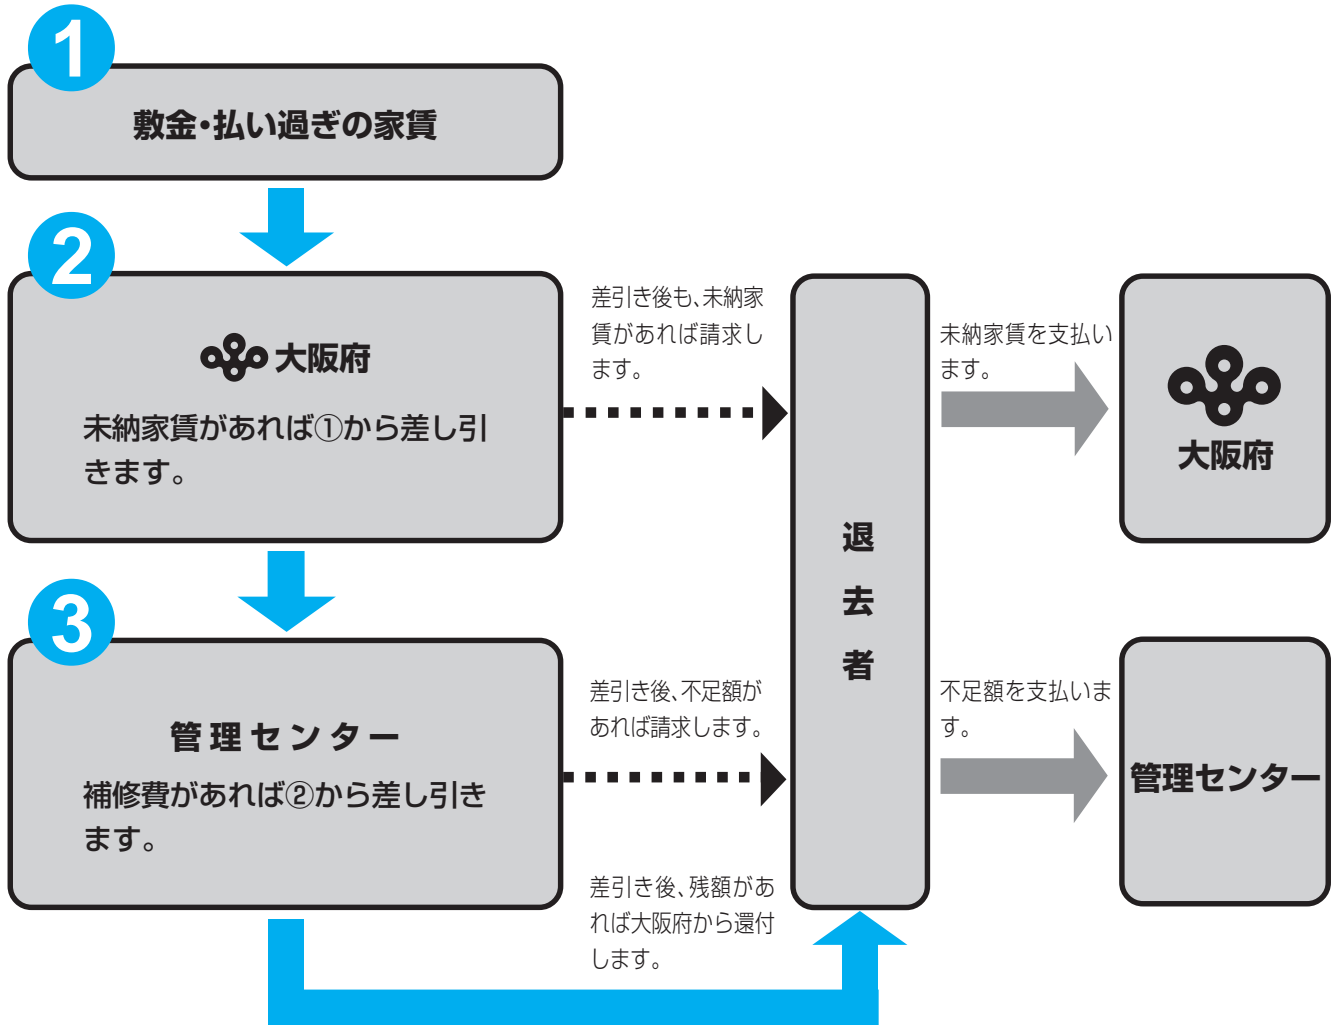 1
敷金・払い過ぎの家賃
2
大阪府
未納家賃があれば①から差し引
きます。
差引き後も、未納家
賃があれば請求し
ます。
退
去
者
未納家賃を支払い
ます。
大阪府
3
管理センター
補修費があれば②から差し引き
ます。
差引き後、不足額が
あれば請求します。
不足額を支払いま
す。
管理センター
差引き後、残額があ
れば大阪府から還付
します。